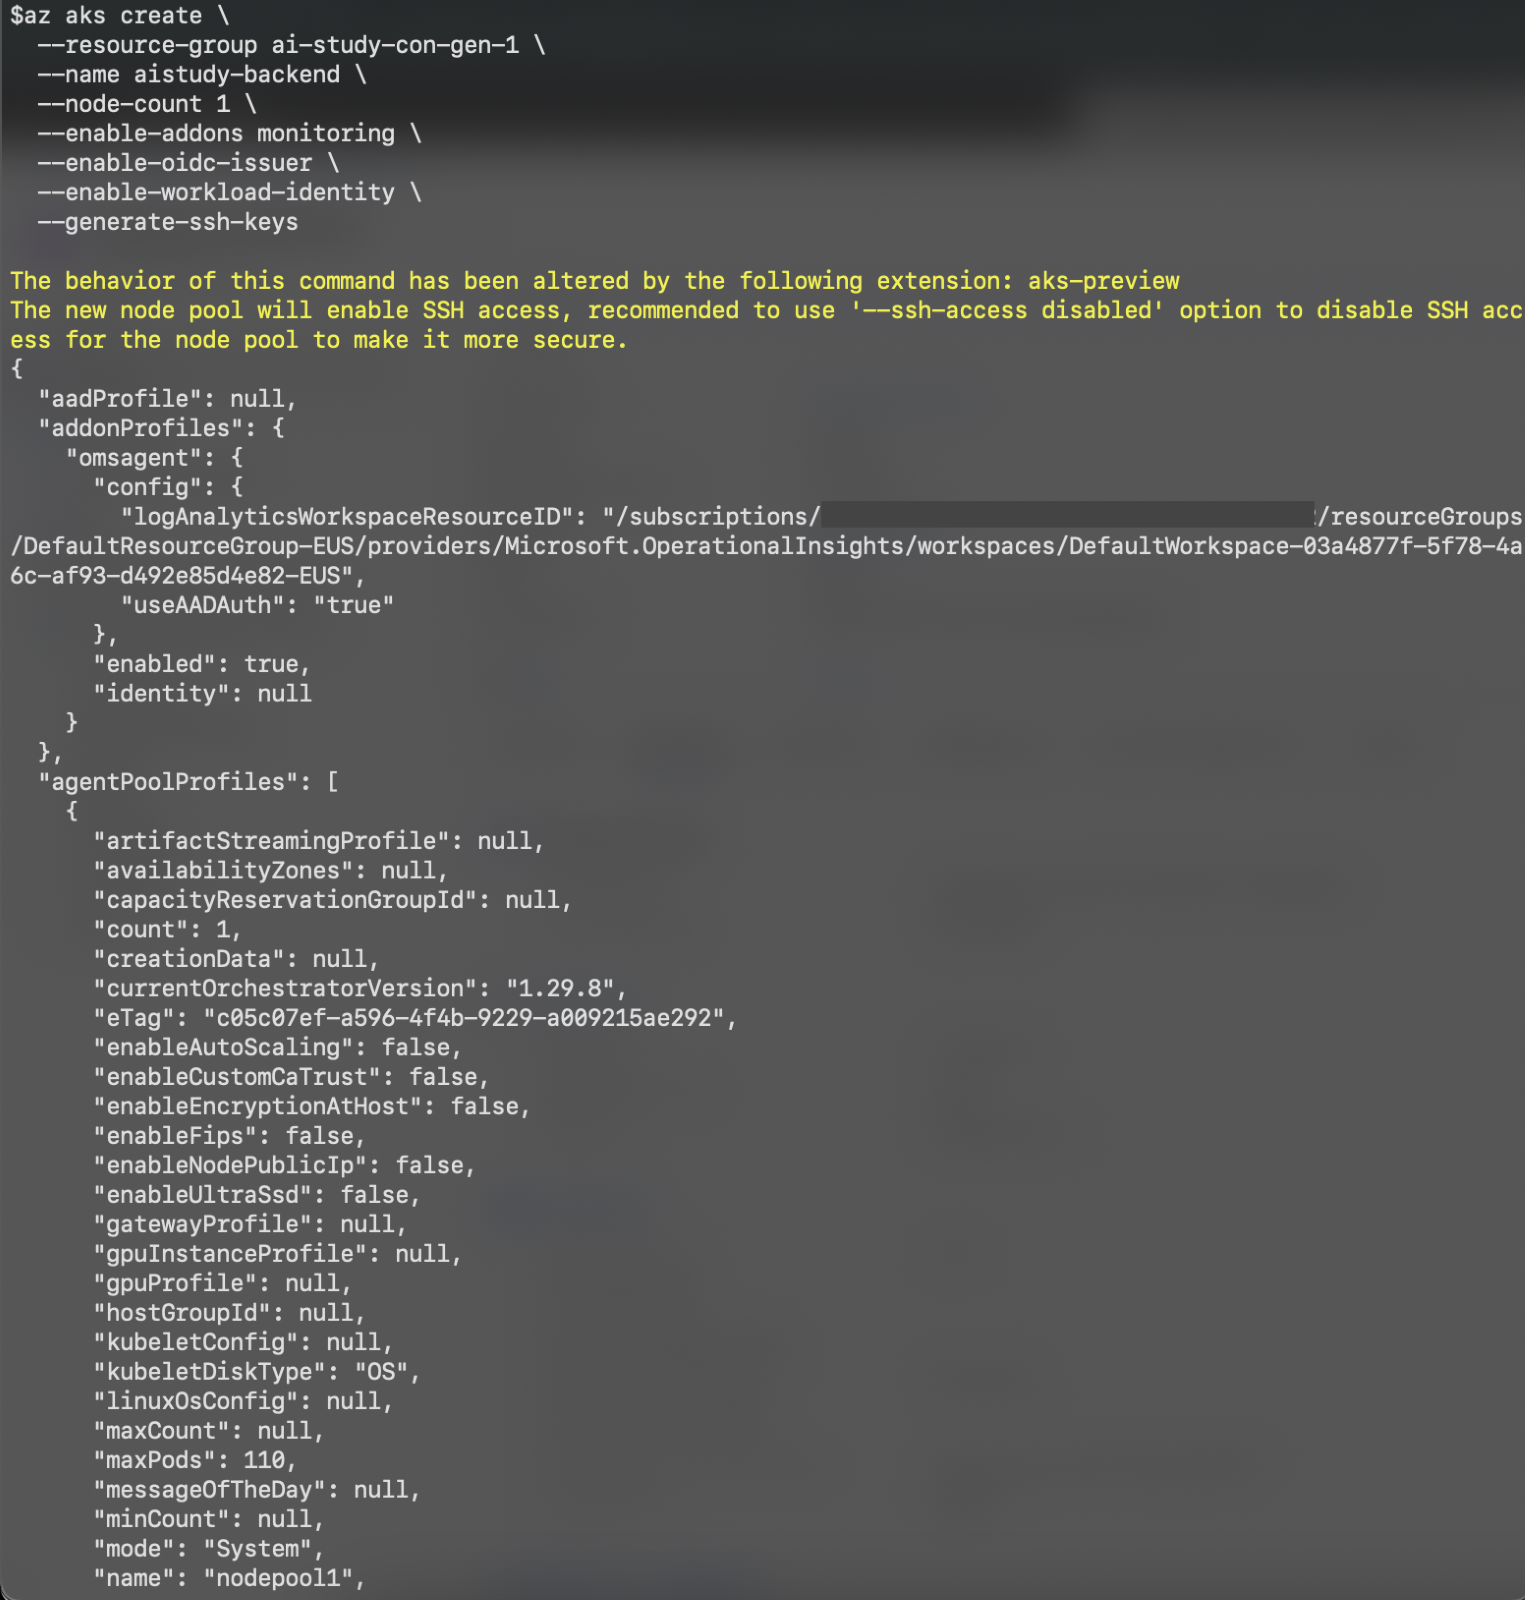 $az aks create \
  --resource-group ai-study-con-gen-1 \
  --name aistudy-backend \
  --node-count 1 \
  --enable-addons monitoring \
  --enable-oidc-issuer \
  --enable-workload-identity \
  --generate-ssh-keys

The behavior of this command has been altered by the following extension: aks-preview
The new node pool will enable SSH access, recommended to use '--ssh-access disabled' option to disable SSH acc
ess for the node pool to make it more secure.
{
  "aadProfile": null,
  "addonProfiles": {
    "omsagent": {
      "config": {
        "logAnalyticsWorkspaceResourceID": "/subscriptions/ /resourceGroups
/DefaultResourceGroup-EUS/providers/Microsoft.OperationalInsights/workspaces/DefaultWorkspace-03a4877f-5f78-4a
6c-af93-d492e85d4e82-EUS",
        "useAADAuth": "true"
      },
      "enabled": true,
      "identity": null
    }
  },
  "agentPoolProfiles": [
    {
      "artifactStreamingProfile": null,
      "availabilityZones": null,
      "capacityReservationGroupId": null,
      "count": 1,
      "creationData": null,
      "currentOrchestratorVersion": "1.29.8",
      "eTag": "c05c07ef-a596-4f4b-9229-a009215ae292",
      "enableAutoScaling": false,
      "enableCustomCaTrust": false,
      "enableEncryptionAtHost": false,
      "enableFips": false,
      "enableNodePublicIp": false,
      "enableUltraSsd": false,
      "gatewayProfile": null,
      "gpuInstanceProfile": null,
      "gpuProfile": null,
      "hostGroupId": null,
      "kubeletConfig": null,
      "kubeletDiskType": "OS",
      "linuxOsConfig": null,
      "maxCount": null,
      "maxPods": 110,
      "messageOfTheDay": null,
      "minCount": null,
      "mode": "System",
      "name": "nodepool1",